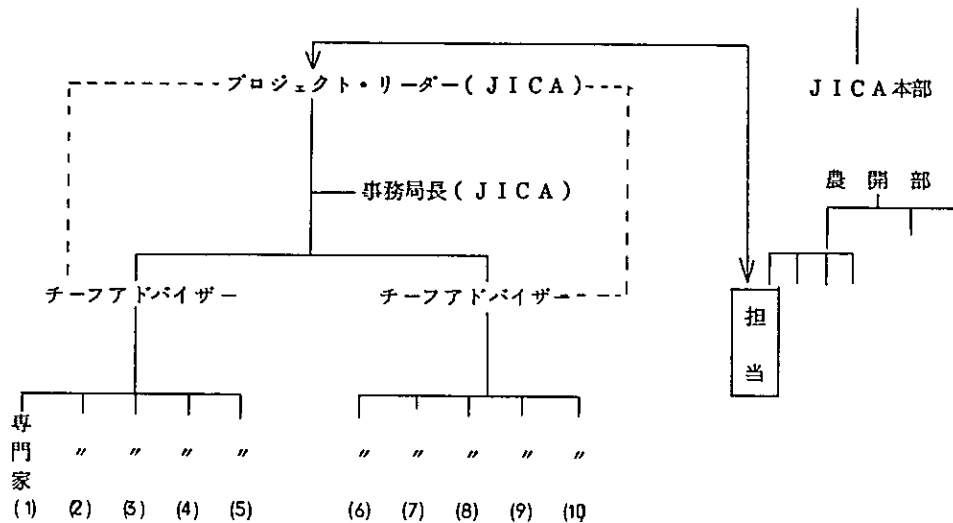 プロジェクト・リーダー(JICA)
JICA本部
事務局長(JICA)
農開部
チーフアドバイザー
チーフアドバイザー
担当
専門家 〃 〃 〃 〃 〃 〃 〃 〃 〃
(1) (2) (3) (4) (5) (6) (7) (8) (9) (10)